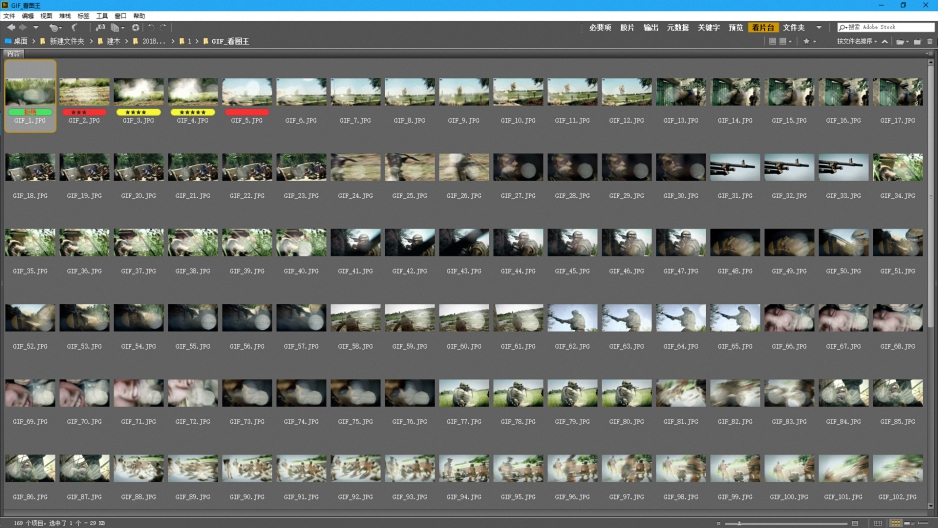 GIF_看图王
文件 编辑 视图 堆栈 标签 工具 窗口 帮助
必要项 胶片 输出 元数据 关键字 预览 看片台 文件夹 搜索 Adobe Stock
桌面 新建文件夹 建木 2018... 1 GIF_看图王 按文件名排序
内容
GIF_1.JPG GIF_2.JPG GIF_3.JPG GIF_4.JPG GIF_5.JPG GIF_6.JPG GIF_7.JPG GIF_8.JPG GIF_9.JPG GIF_10.JPG GIF_11.JPG GIF_12.JPG GIF_13.JPG GIF_14.JPG GIF_15.JPG GIF_16.JPG GIF_17.JPG
GIF_18.JPG GIF_19.JPG GIF_20.JPG GIF_21.JPG GIF_22.JPG GIF_23.JPG GIF_24.JPG GIF_25.JPG GIF_26.JPG GIF_27.JPG GIF_28.JPG GIF_29.JPG GIF_30.JPG GIF_31.JPG GIF_32.JPG GIF_33.JPG GIF_34.JPG
GIF_35.JPG GIF_36.JPG GIF_37.JPG GIF_38.JPG GIF_39.JPG GIF_40.JPG GIF_41.JPG GIF_42.JPG GIF_43.JPG GIF_44.JPG GIF_45.JPG GIF_46.JPG GIF_47.JPG GIF_48.JPG GIF_49.JPG GIF_50.JPG GIF_51.JPG
GIF_52.JPG GIF_53.JPG GIF_54.JPG GIF_55.JPG GIF_56.JPG GIF_57.JPG GIF_58.JPG GIF_59.JPG GIF_60.JPG GIF_61.JPG GIF_62.JPG GIF_63.JPG GIF_64.JPG GIF_65.JPG GIF_66.JPG GIF_67.JPG GIF_68.JPG
GIF_69.JPG GIF_70.JPG GIF_71.JPG GIF_72.JPG GIF_73.JPG GIF_74.JPG GIF_75.JPG GIF_76.JPG GIF_77.JPG GIF_78.JPG GIF_79.JPG GIF_80.JPG GIF_81.JPG GIF_82.JPG GIF_83.JPG GIF_84.JPG GIF_85.JPG
GIF_86.JPG GIF_87.JPG GIF_88.JPG GIF_89.JPG GIF_90.JPG GIF_91.JPG GIF_92.JPG GIF_93.JPG GIF_94.JPG GIF_95.JPG GIF_96.JPG GIF_97.JPG GIF_98.JPG GIF_99.JPG GIF_100.JPG GIF_101.JPG GIF_102.JPG
169 个项目，选中了 1 个 - 29 KB